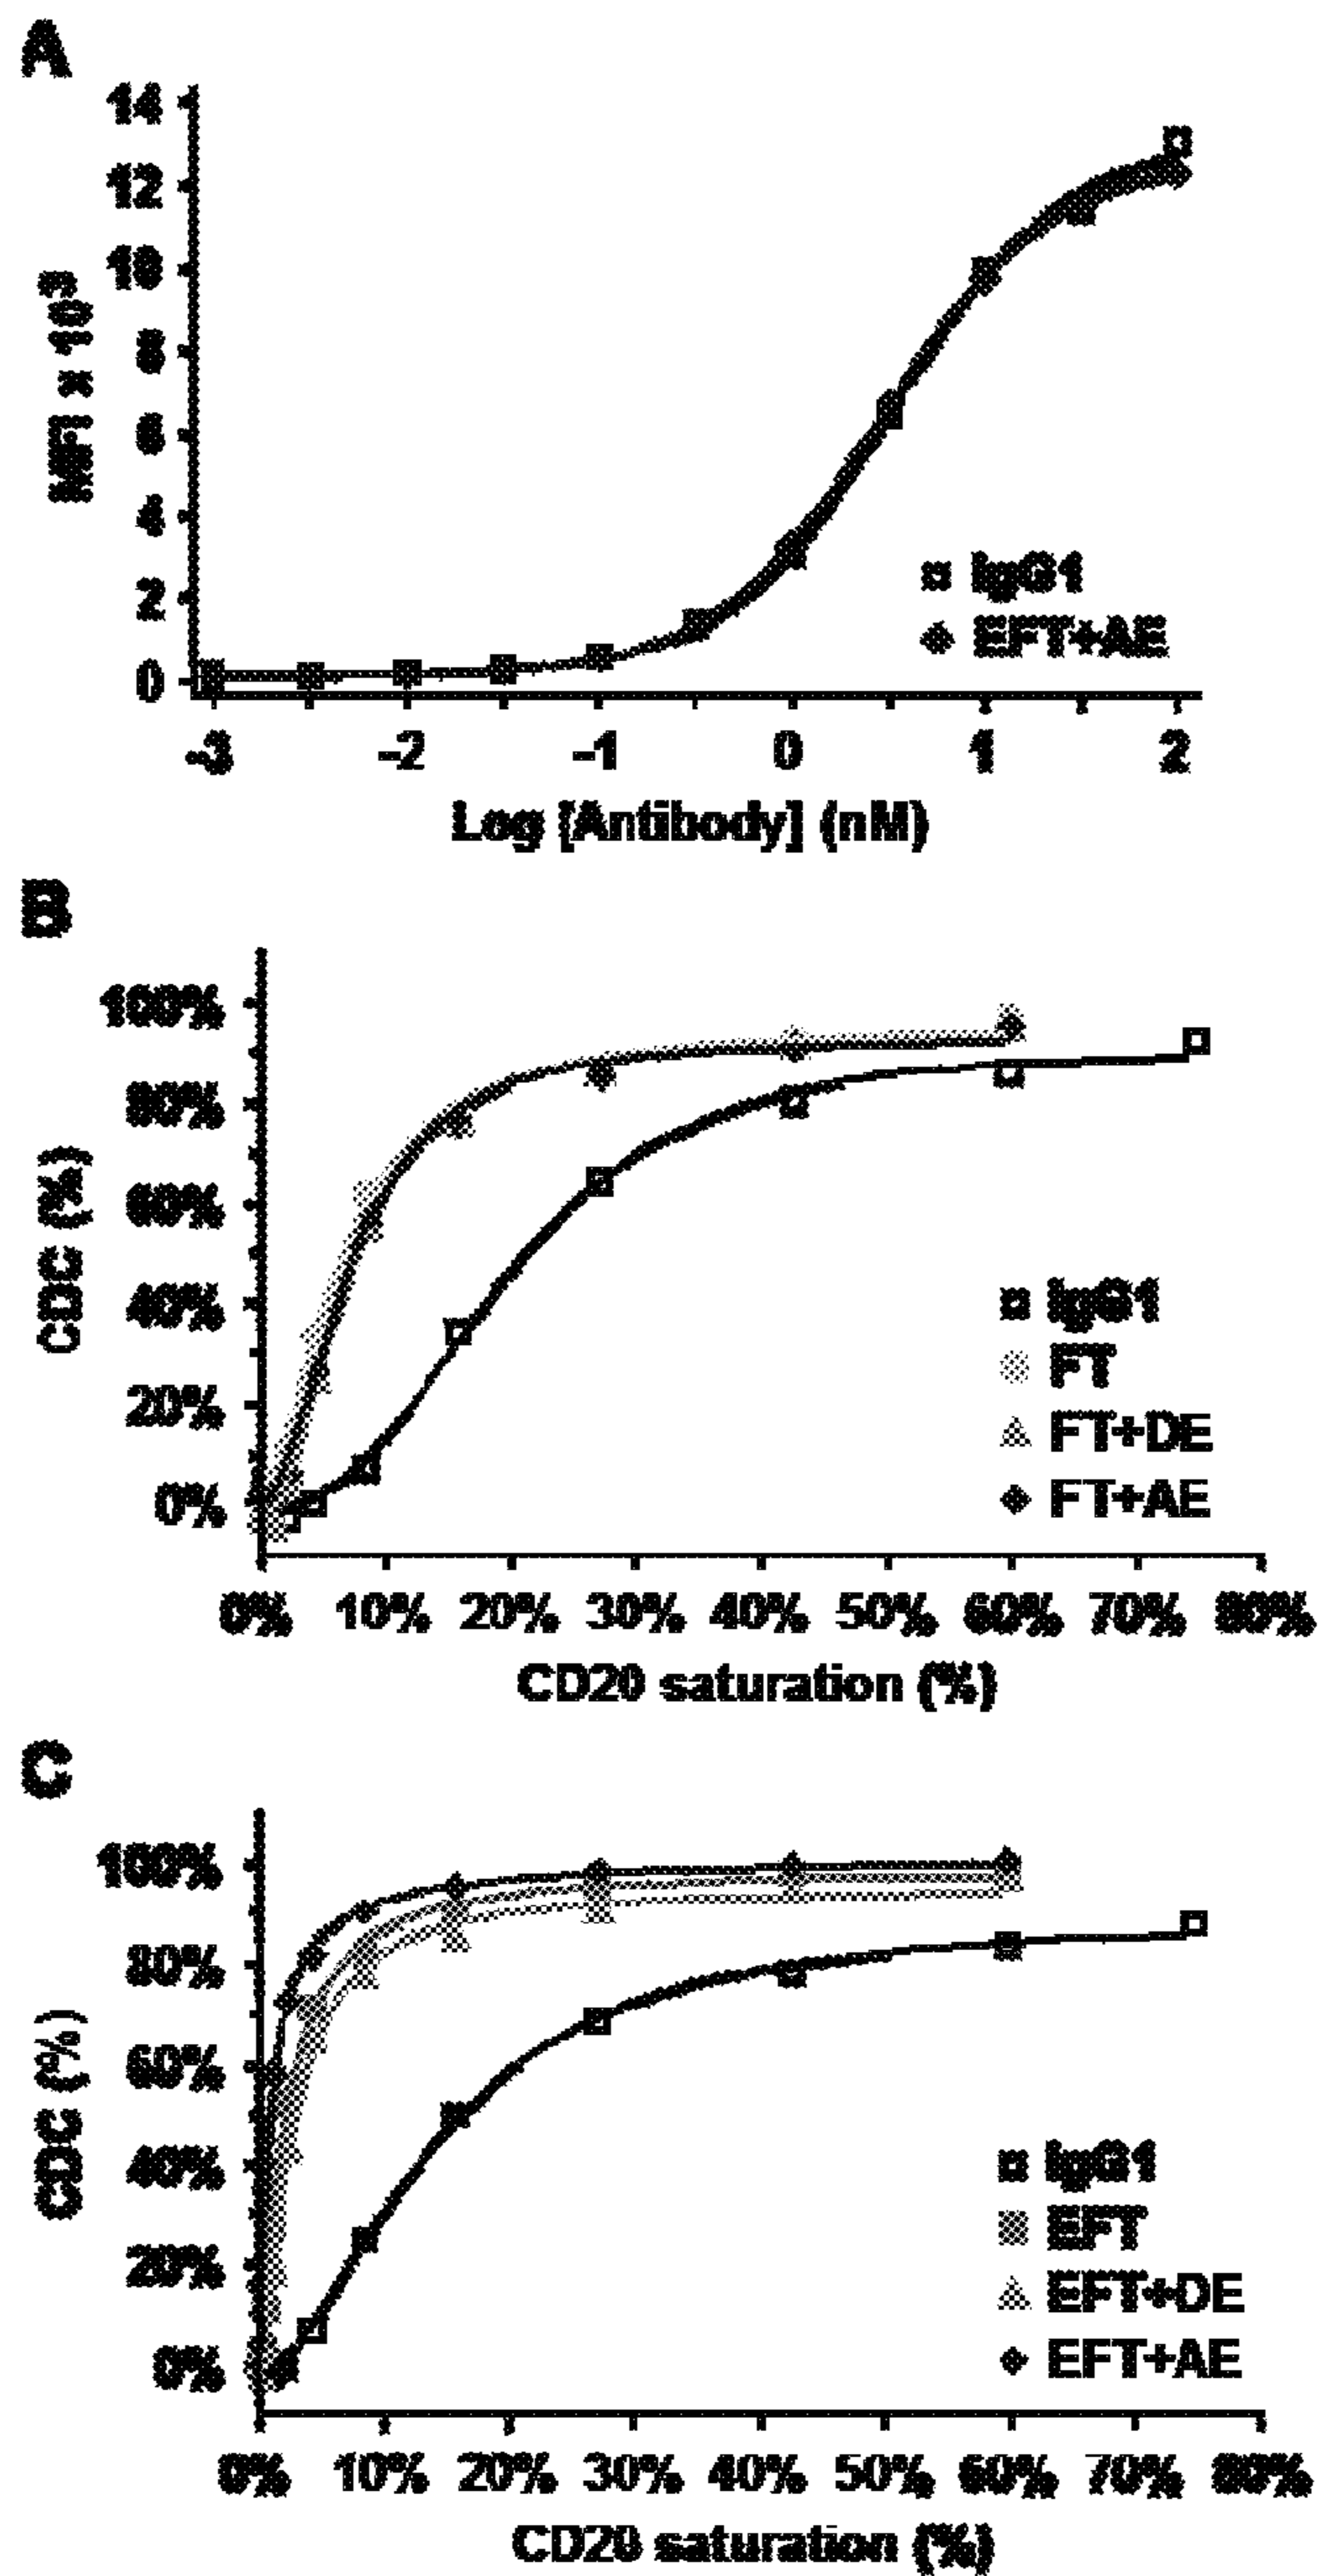 A
14
12
10
8
6
4
2
0
MFI x 10³
-3 -2 -1 0 1 2
Log [Antibody] (nM)
IgG1
EFT+AE
B
100%
80%
60%
40%
20%
0%
CDC (%)
0% 10% 20% 30% 40% 50% 60% 70% 80%
CD20 saturation (%)
IgG1
FT
FT+DE
FT+AE
C
100%
80%
60%
40%
20%
0%
CDC (%)
0% 10% 20% 30% 40% 50% 60% 70% 80%
CD20 saturation (%)
IgG1
EFT
EFT+DE
EFT+AE